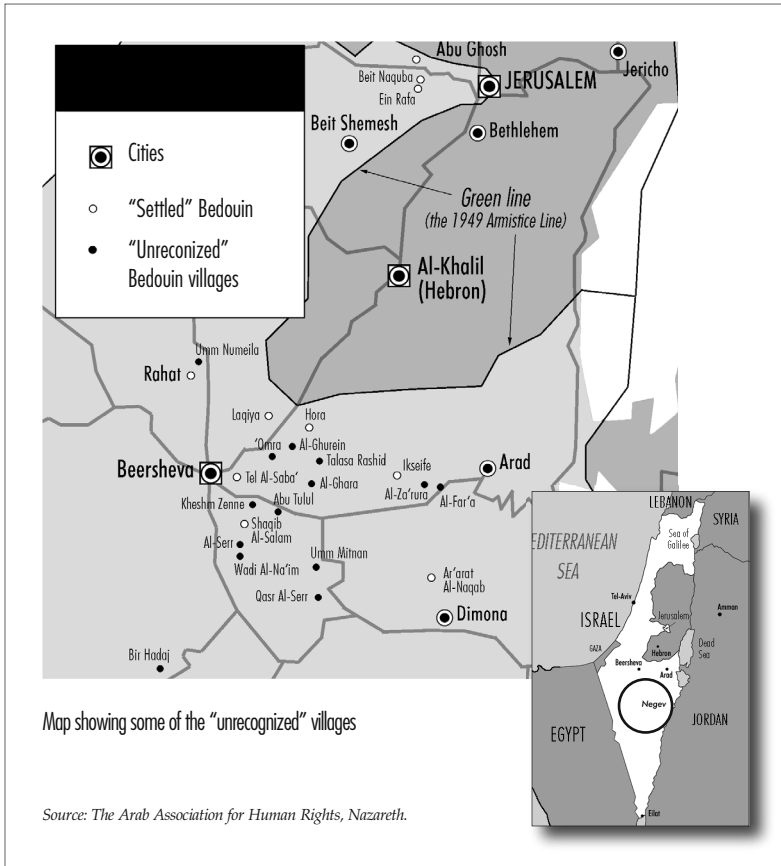 Cities
"Settled" Bedouin
"Unreconized"
Bedouin villages
Abu Ghosh
Beit Naquba
Ein Rafa
JERUSALEM
Jericho
Beit Shemesh
Bethlehem
Green line
(the 1949 Armistice Line)
Al-Khalil
(Hebron)
Umm Numeila
Rahat
Laqiya
Hora
'Omra
Al-Ghurein
Talasa Rashid
Beersheva
Tel Al-Saba'
Al-Ghara
Ikseife
Arad
Al-Za'rura
Al-Far'a
Kheshm Zenne
Abu Tulul
Shaqib
Al-Salam
Al-Serr
Wadi Al-Na'im
Umm Mitnan
Qasr Al-Serr
Ar'arat
Al-Naqab
Dimona
Bir Hadaj
LEBANON
SYRIA
EDITERRANEAN
SEA
Sea of
Galilee
Tel-Aviv
ISRAEL
Jerusalem
Amman
GAZA
Hebron
Dead
Sea
Beersheva
Arad
Negev
EGYPT
JORDAN
Eilat
Map showing some of the "unrecognized" villages
Source: The Arab Association for Human Rights, Nazareth.